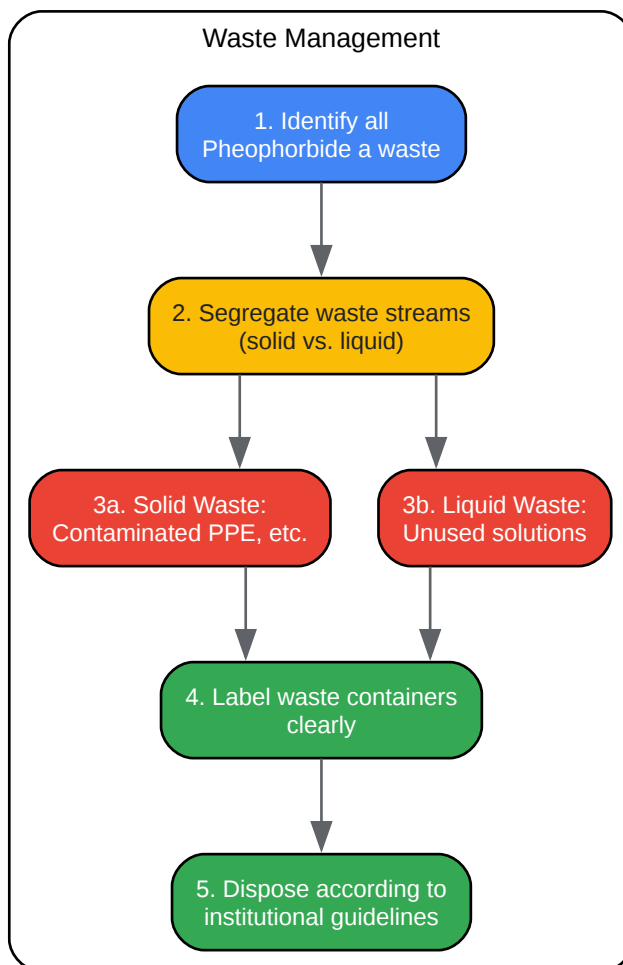 Waste Management
1. Identify all
Pheophorbide a waste
2. Segregate waste streams
(solid vs. liquid)
3a. Solid Waste:
Contaminated PPE, etc.
3b. Liquid Waste:
Unused solutions
4. Label waste containers
clearly
5. Dispose according to
institutional guidelines